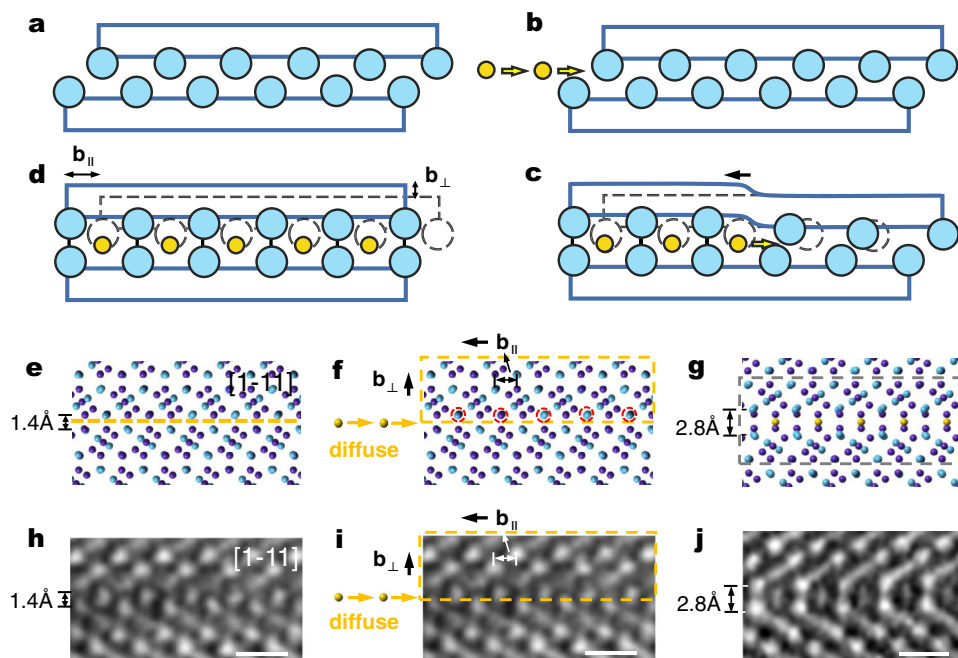 a
b
b∥
d
b⊥
c
e
[1-11]
1.4Å
f
b∥
b⊥
diffuse
g
2.8Å
h
[1-11]
1.4Å
i
b∥
b⊥
diffuse
j
2.8Å